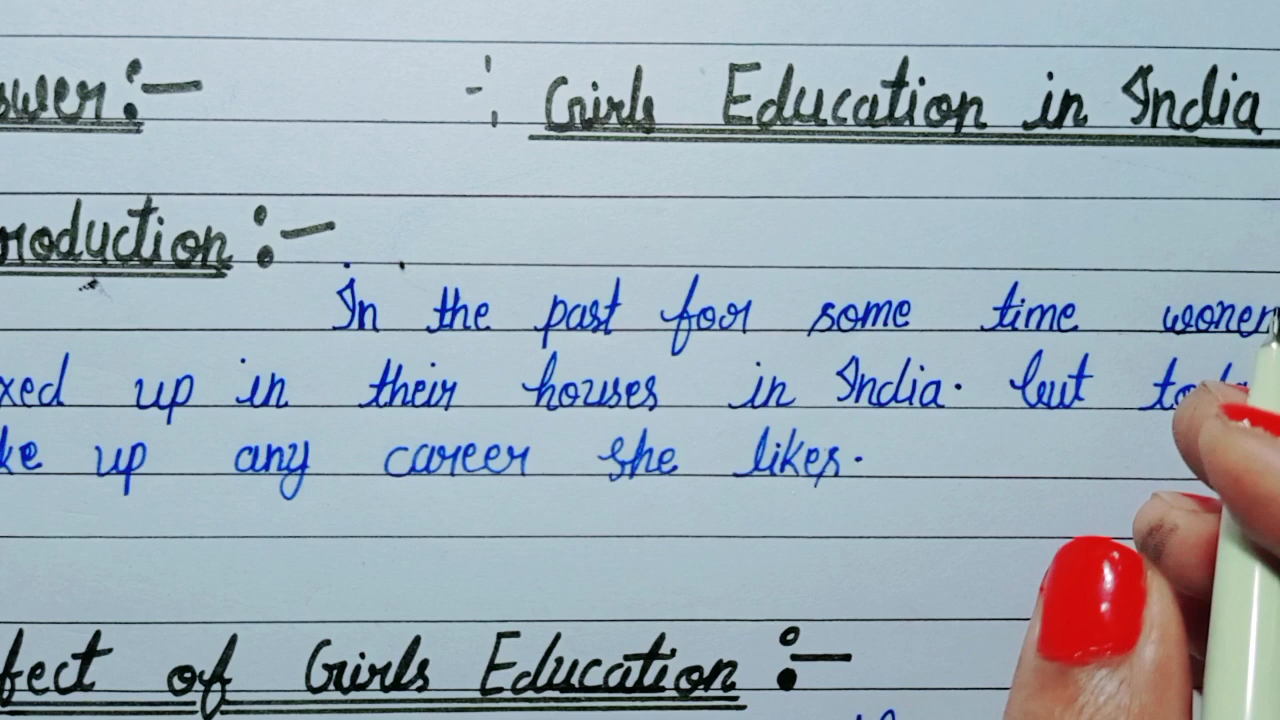 swer:-
-: Girls Education in India
roduction :-
In the past for some time women
xed up in their houses in India. but tod
ke up any career she likes.
fect of Girls Education :-